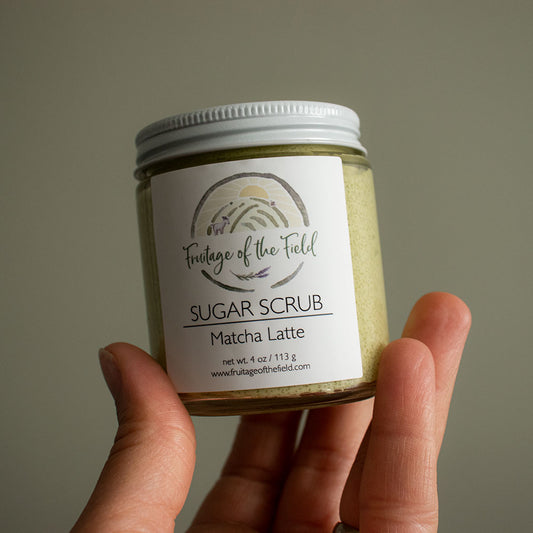 Fruitage of the Field
SUGAR SCRUB
Matcha Latte
net wt. 4 oz / 113 g
www.fruitageofthefield.com